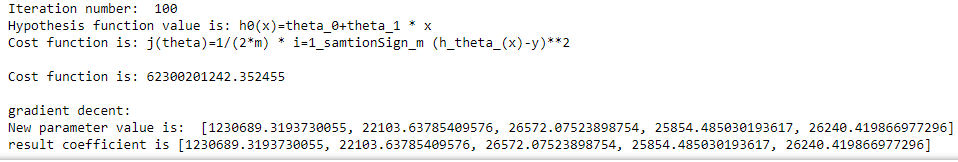 Iteration number:  100
Hypothesis function value is: h0(x)=theta_0+theta_1 * x
Cost function is: j(theta)=1/(2*m) * i=1_samtionSign_m (h_theta_(x)-y)**2
Cost function is: 62300201242.352455
gradient decent:
New parameter value is:  [1230689.3193730055, 22103.63785409576, 26572.07523898754, 25854.485030193617, 26240.419866977296]
result coefficient is [1230689.3193730055, 22103.63785409576, 26572.07523898754, 25854.485030193617, 26240.419866977296]